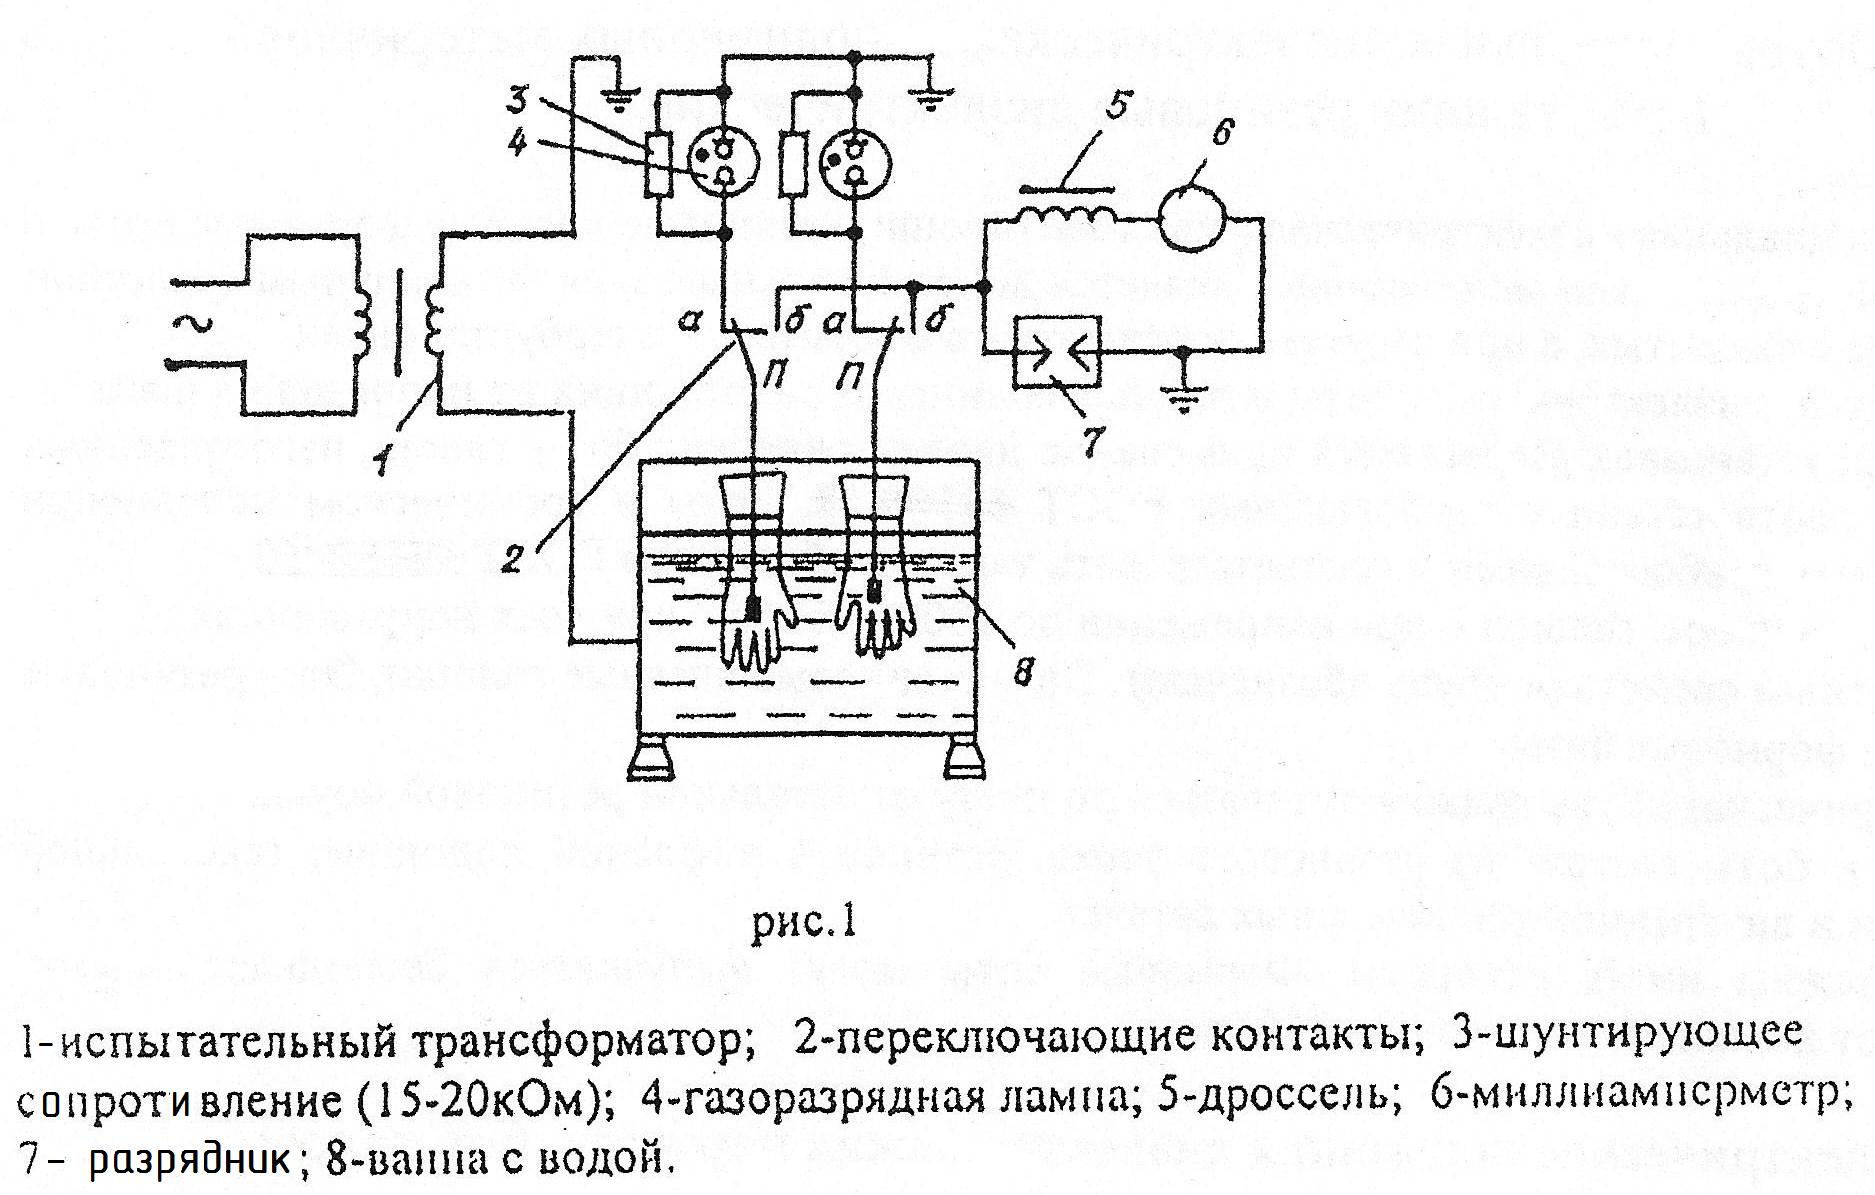 3
4
5
6
а
б
а
б
П
П
~
1
7
2
8
рис.1
1-испытательный трансформатор; 2-переключающие контакты; 3-шунтирующее
сопротивление (15-20кОм); 4-газоразрядная лампа; 5-дроссель; 6-миллиамперметр;
7- разрядник; 8-ванна с водой.